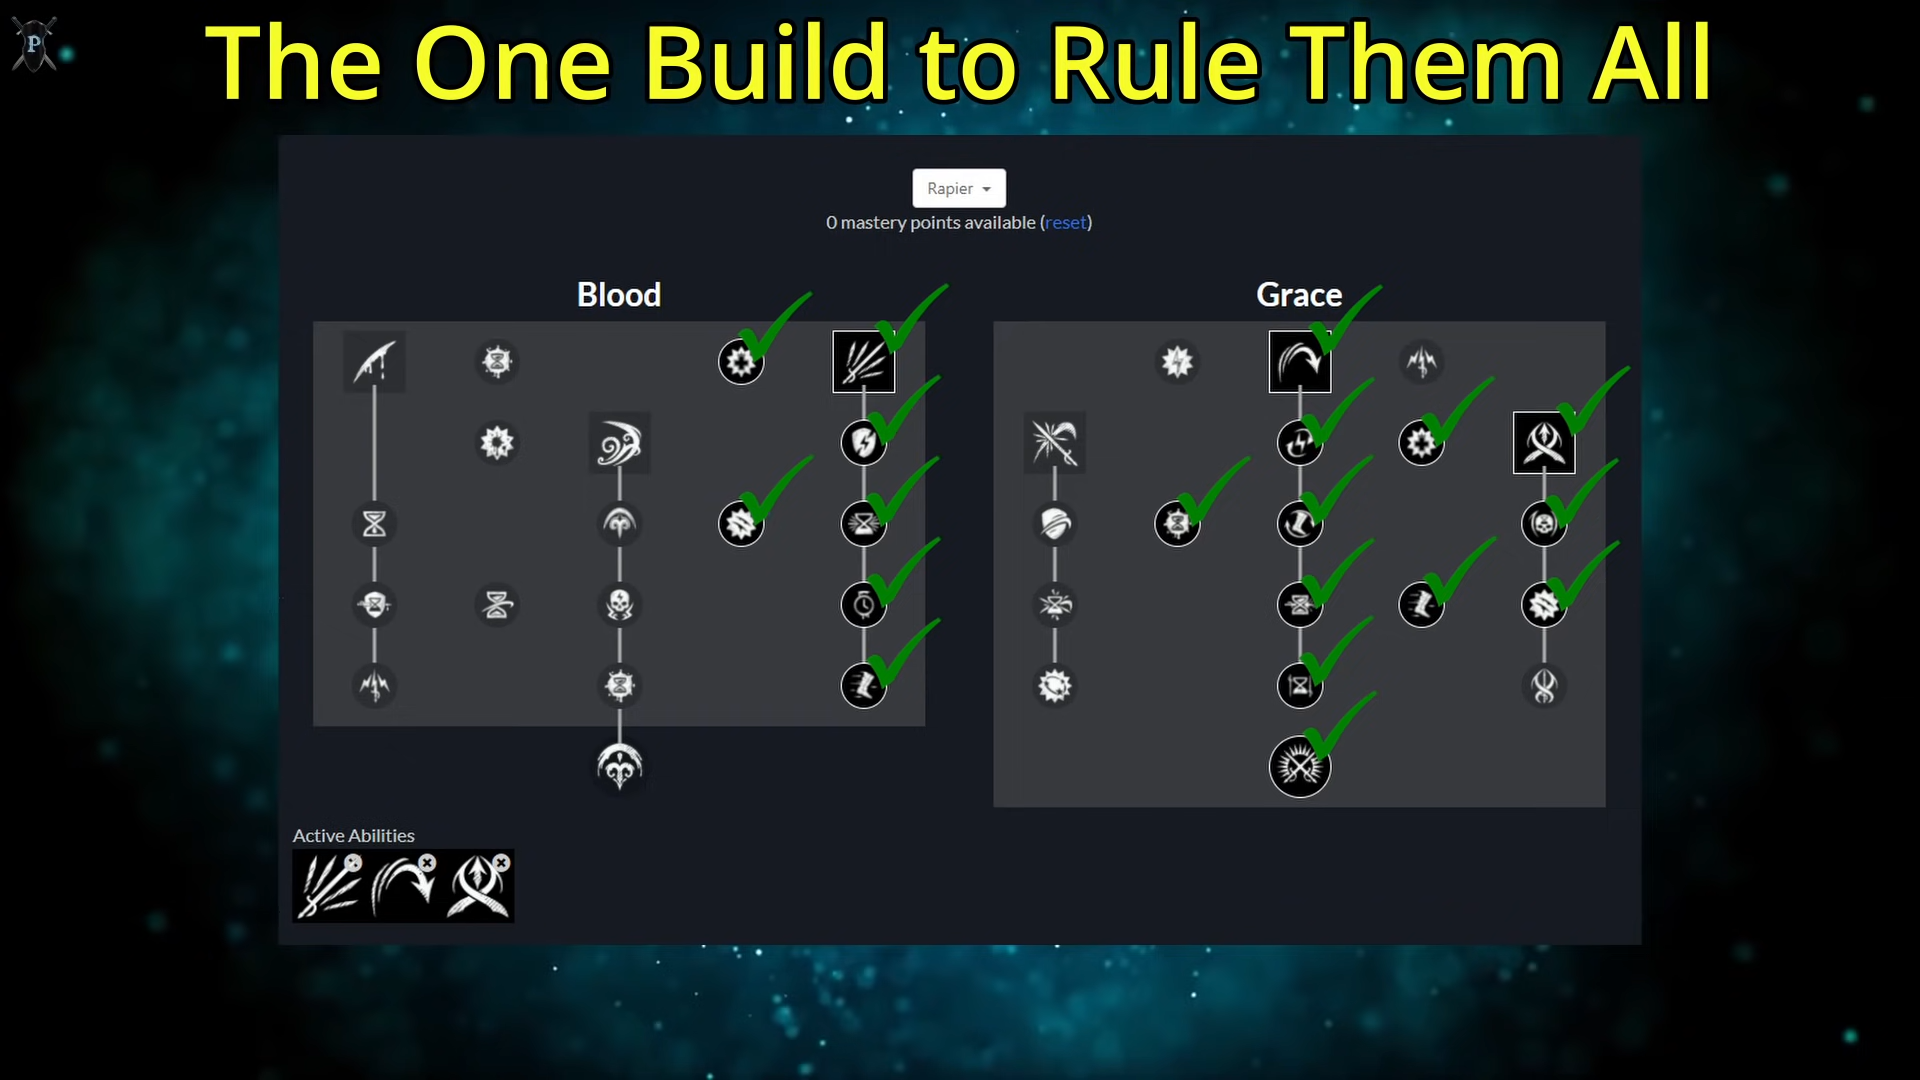 P
The One Build to Rule Them All
Rapier
0 mastery points available (reset)
Blood
Grace
Active Abilities